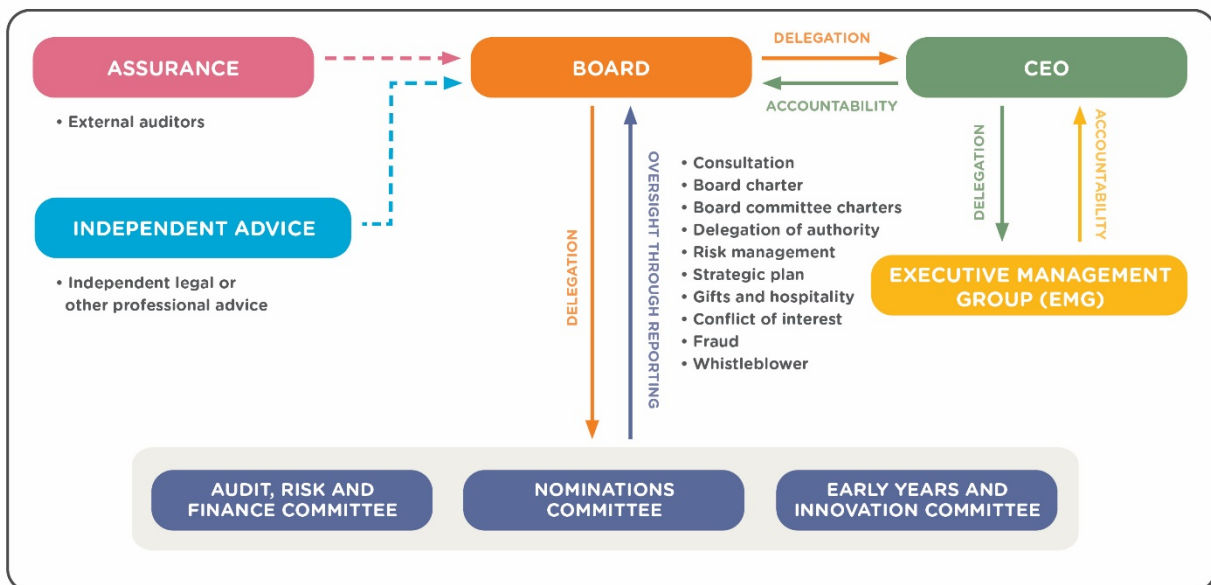 ASSURANCE
• External auditors
INDEPENDENT ADVICE
• Independent legal or
other professional advice
BOARD
DELEGATION
ACCOUNTABILITY
CEO
DELEGATION
OVERSIGHT THROUGH REPORTING
• Consultation
• Board charter
• Board committee charters
• Delegation of authority
• Risk management
• Strategic plan
• Gifts and hospitality
• Conflict of interest
• Fraud
• Whistleblower
DELEGATION
ACCOUNTABILITY
EXECUTIVE MANAGEMENT
GROUP (EMG)
AUDIT, RISK AND
FINANCE COMMITTEE
NOMINATIONS
COMMITTEE
EARLY YEARS AND
INNOVATION COMMITTEE